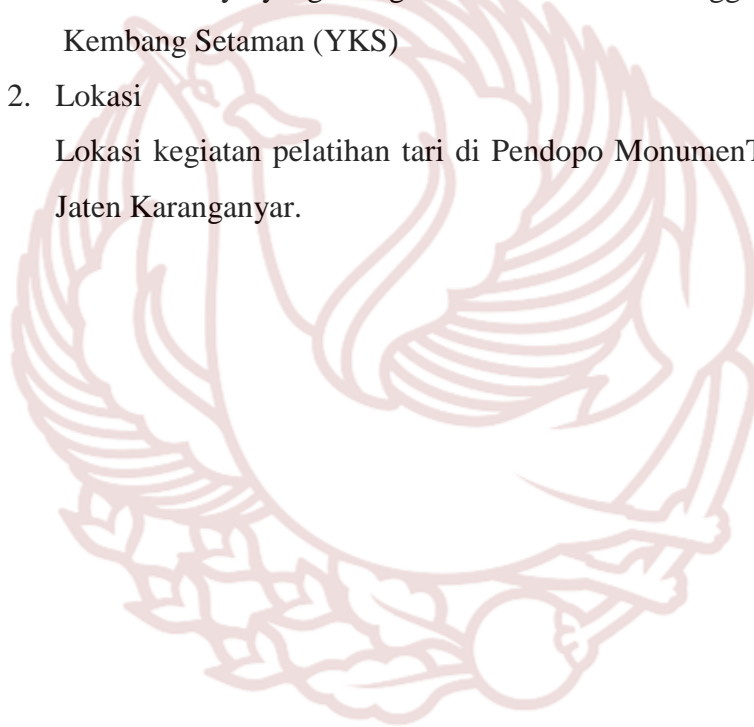 Kembang Setaman (YKS)
2. Lokasi
Lokasi kegiatan pelatihan tari di Pendopo MonumenT
Jaten Karanganyar.